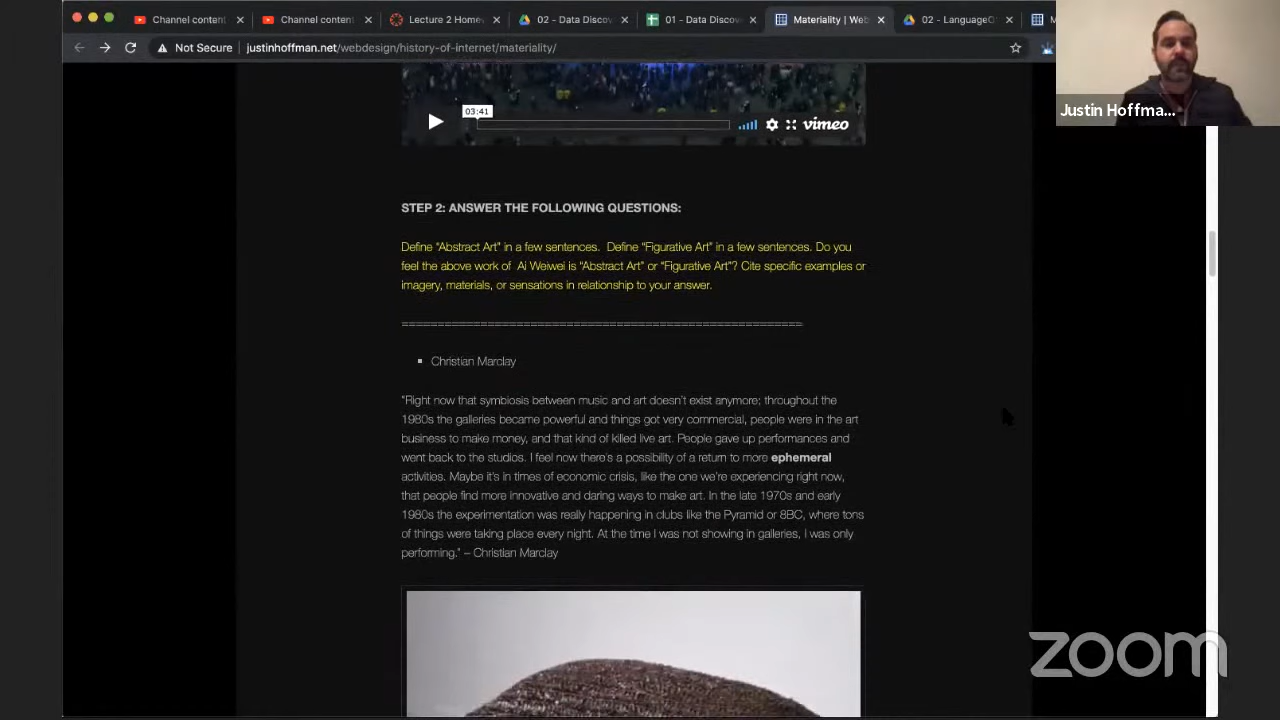 Channel content
Channel content
Lecture 2 Home
02 - Data Discov
01 - Data Discov
Materiality | Web
02 - Language
Not Secure
justinhoffman.net/webdesign/history-of-internet/materiality/
Justin Hoffma...
03:41
vimeo
STEP 2: ANSWER THE FOLLOWING QUESTIONS:
Define "Abstract Art" in a few sentences. Define "Figurative Art" in a few sentences. Do you
feel the above work of Ai Weiwei is "Abstract Art" or "Figurative Art"? Cite specific examples or
imagery, materials, or sensations in relationship to your answer.
========================================================
Christian Marclay
"Right now that symbiosis between music and art doesn't exist anymore; throughout the
1980s the galleries became powerful and things got very commercial, people were in the art
business to make money, and that kind of killed live art. People gave up performances and
went back to the studios. I feel now there's a possibility of a return to more ephemeral
activities. Maybe it's in times of economic crisis, like the one we're experiencing right now,
that people find more innovative and daring ways to make art. In the late 1970s and early
1980s the experimentation was really happening in clubs like the Pyramid or 8BC, where tons
of things were taking place every night. At the time I was not showing in galleries, I was only
performing." – Christian Marclay
zoom